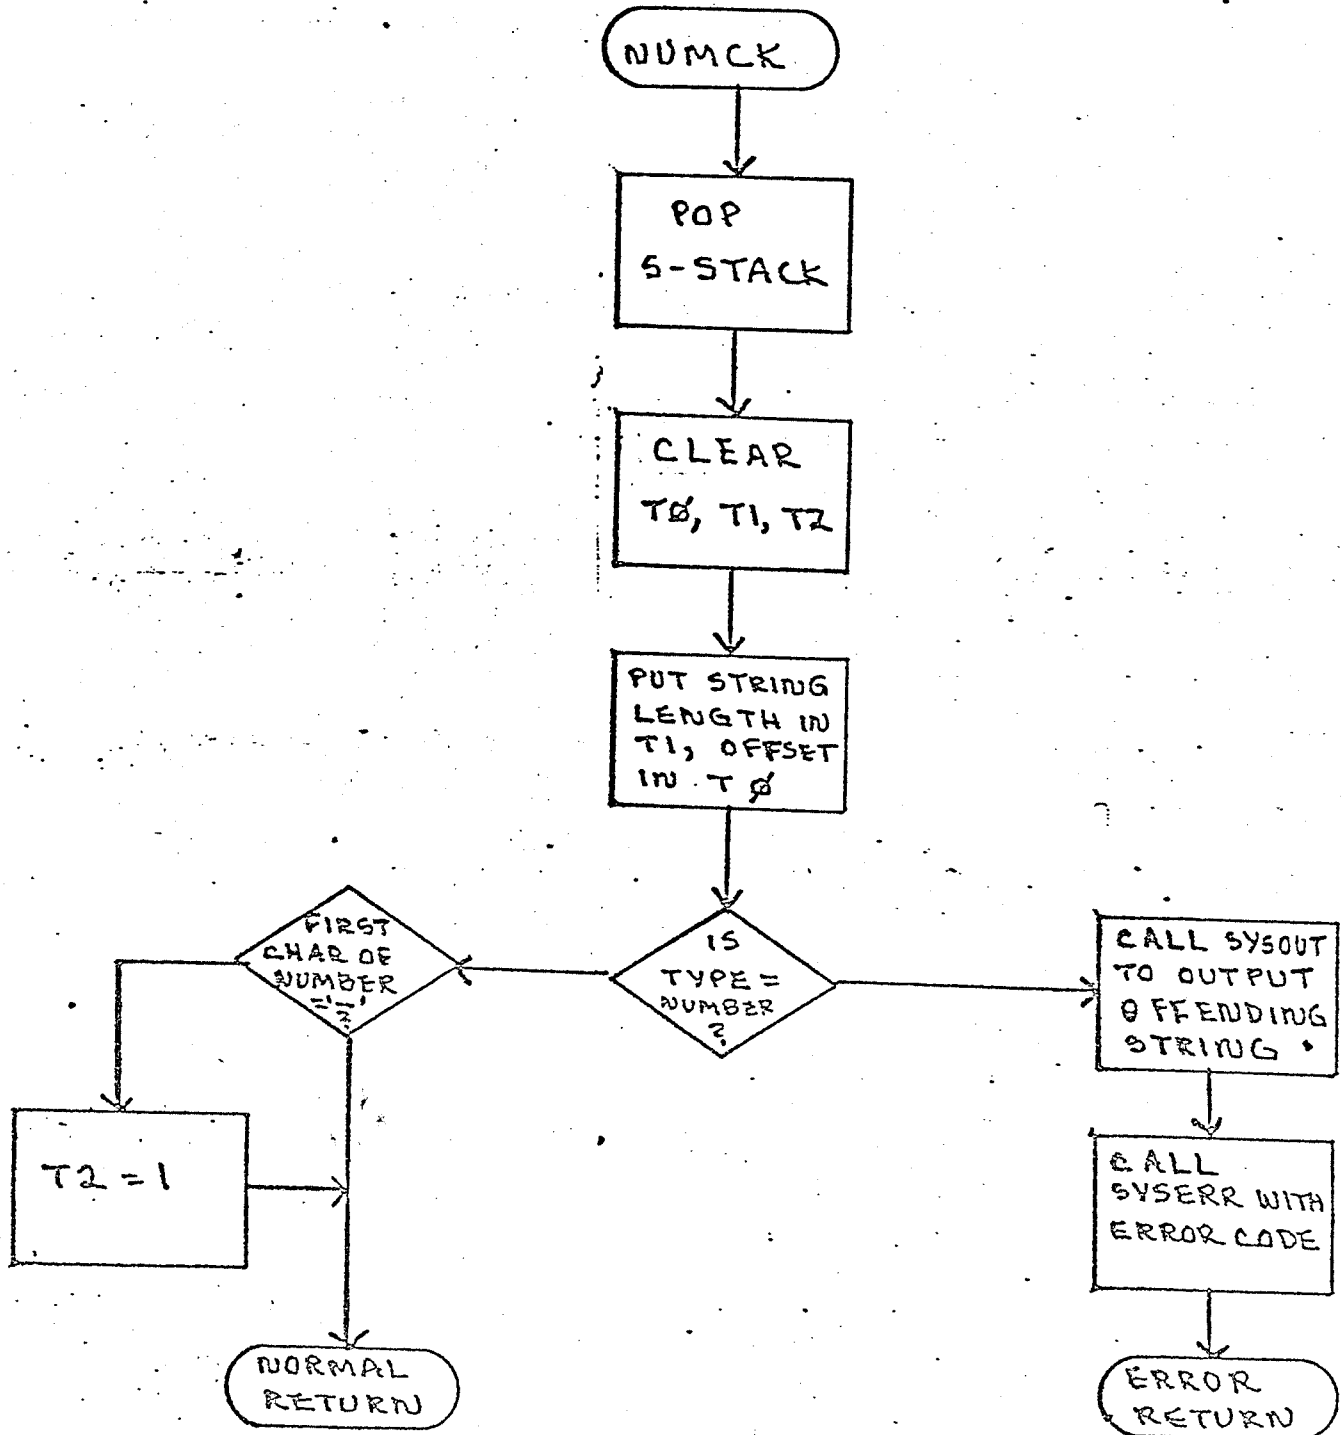 NUMCK
POP
S-STACK
CLEAR
TØ, T1, T2
PUT STRING
LENGTH IN
T1, OFFSET
IN TØ
IS
TYPE =
NUMBER
?
FIRST
CHAR OF
NUMBER
='-'?
T2 = 1
NORMAL
RETURN
CALL SYSOUT
TO OUTPUT
OFFENDING
STRING
CALL
SYSERR WITH
ERROR CODE
ERROR
RETURN